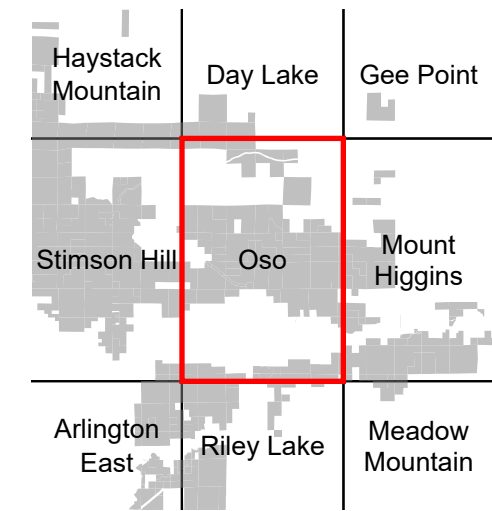 Haystack
Mountain
Day Lake
Gee Point
Stimson Hill
Oso
Mount
Higgins
Arlington
East
Riley Lake
Meadow
Mountain